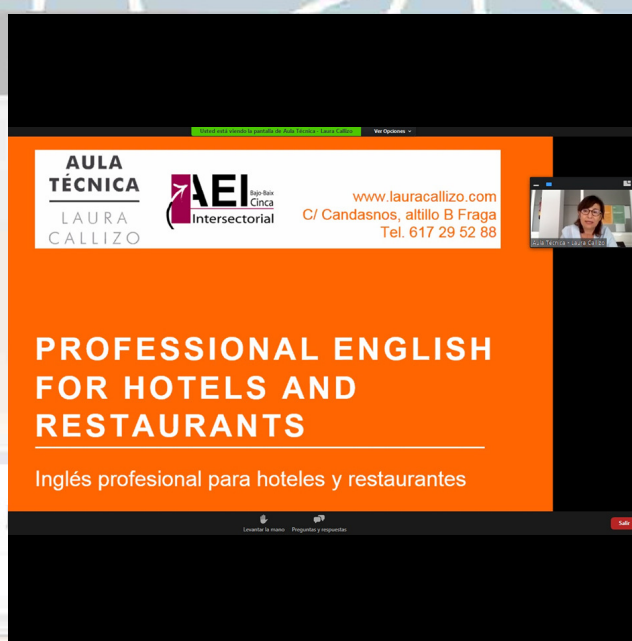 Usted está viendo la pantalla de Aula Técnica - Laura Callizo
Ver Opciones
AULA
TÉCNICA
LAURA
CALLIZO
AEI
Bajo-Baix
Cinca
Intersectorial
www.lauracallizo.com
C/ Candasnos, altillo B Fraga
Tel. 617 29 52 88
Aula Técnica - Laura Callizo
PROFESSIONAL ENGLISH
FOR HOTELS AND
RESTAURANTS
Inglés profesional para hoteles y restaurantes
Levantar la mano
Preguntas y respuestas
Salir